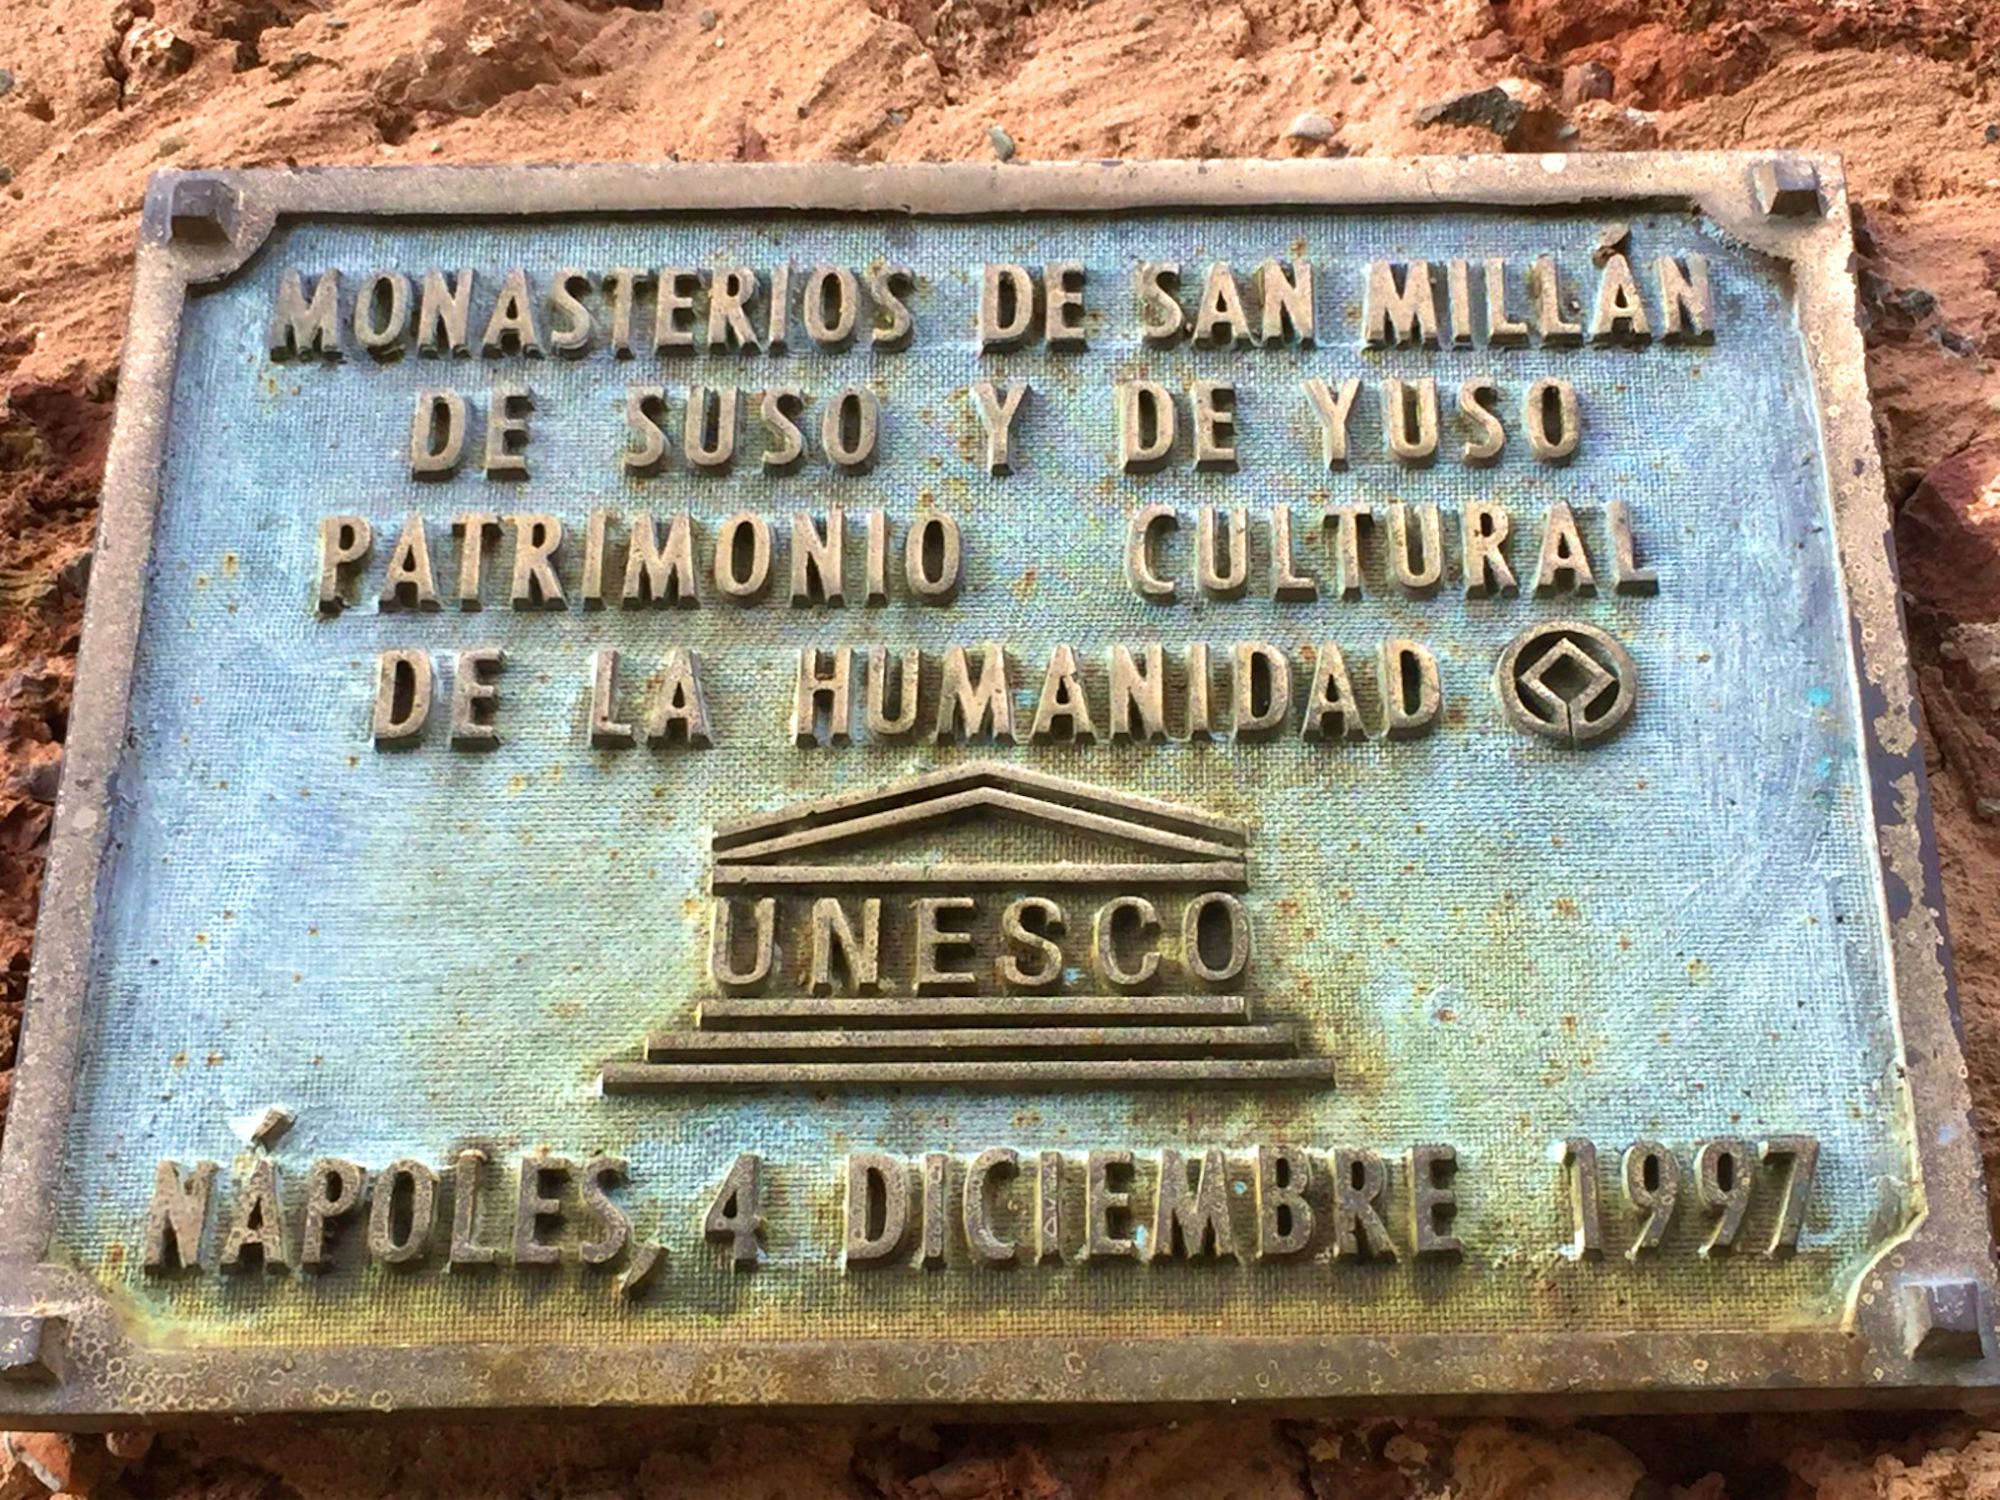 MONASTERIOS DE SAN MILLÁN
DE SUSO Y DE YUSO
PATRIMONIO CULTURAL
DE LA HUMANIDAD
UNESCO
NÁPOLES, 4 DICIEMBRE 1997